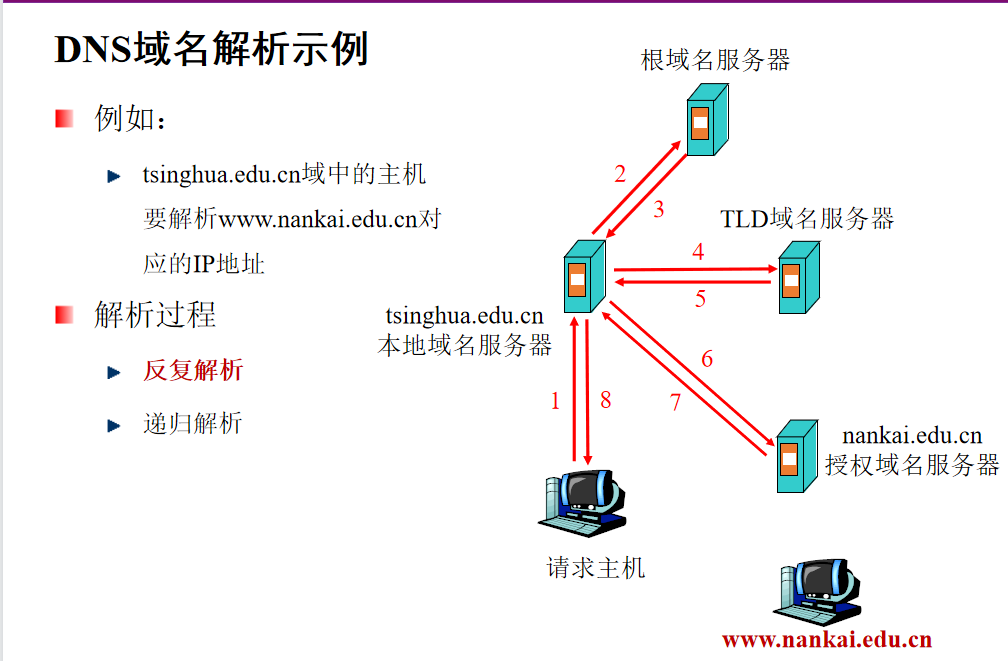 DNS域名解析示例
例如：
tsinghua.edu.cn域中的主机
要解析www.nankai.edu.cn对
应的IP地址
解析过程
反复解析
递归解析
根域名服务器
2
3
TLD域名服务器
4
5
tsinghua.edu.cn
本地域名服务器
6
7
1
8
nankai.edu.cn
授权域名服务器
请求主机
www.nankai.edu.cn